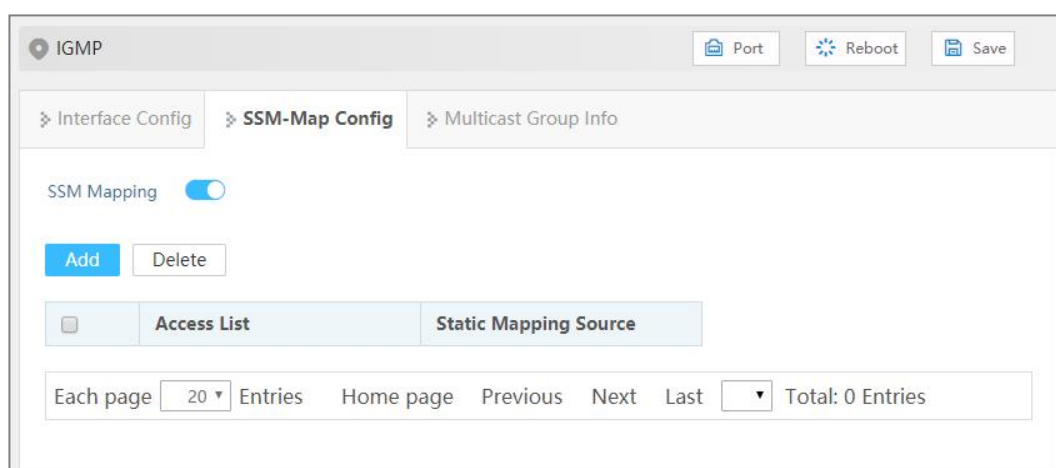 IGMP Port Reboot Save
Interface Config SSM-Map Config Multicast Group Info
SSM Mapping
Add Delete
Access List Static Mapping Source
Each page 20 Entries Home page Previous Next Last Total: 0 Entries